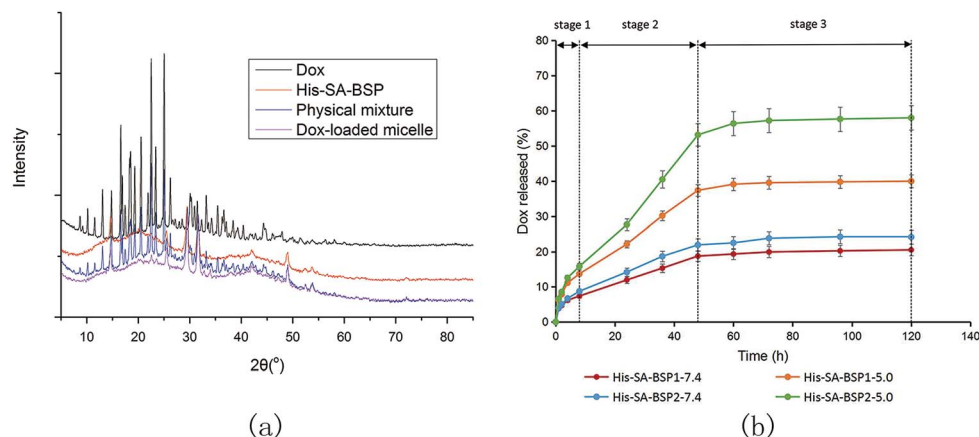 Intensity
Dox
His-SA-BSP
Physical mixture
Dox-loaded micelle
10 20 30 40 50 60 70 80
2θ(°)
(a)
stage 1 stage 2 stage 3
Dox released (%)
80
70
60
50
40
30
20
10
0
0 20 40 60 80 100 120 140
Time (h)
His-SA-BSP1-7.4 His-SA-BSP1-5.0
His-SA-BSP2-7.4 His-SA-BSP2-5.0
(b)